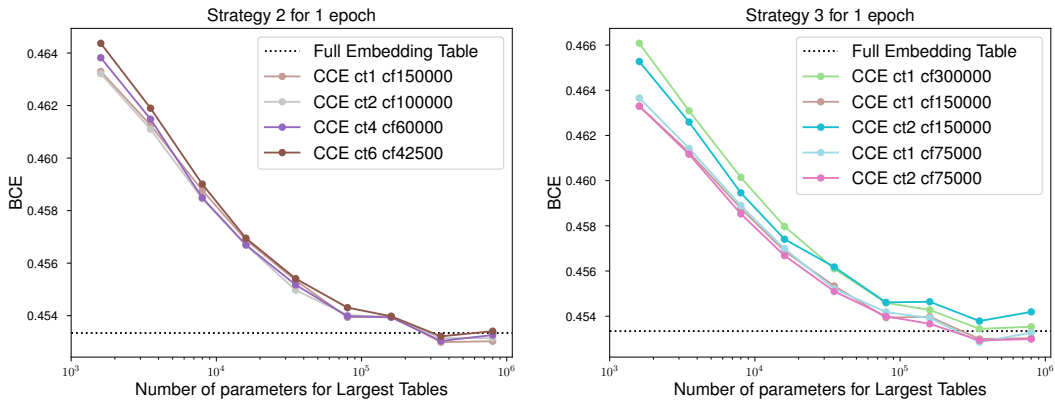 Strategy 2 for 1 epoch
0.464
0.462
0.460
0.458
0.456
0.454
BCE
Full Embedding Table
CCE ct1 cf150000
CCE ct2 cf100000
CCE ct4 cf60000
CCE ct6 cf42500
10³ 10⁴ 10⁵ 10⁶
Number of parameters for Largest Tables
Strategy 3 for 1 epoch
0.466
0.464
0.462
0.460
0.458
0.456
0.454
BCE
Full Embedding Table
CCE ct1 cf300000
CCE ct1 cf150000
CCE ct2 cf150000
CCE ct1 cf75000
CCE ct2 cf75000
10³ 10⁴ 10⁵ 10⁶
Number of parameters for Largest Tables